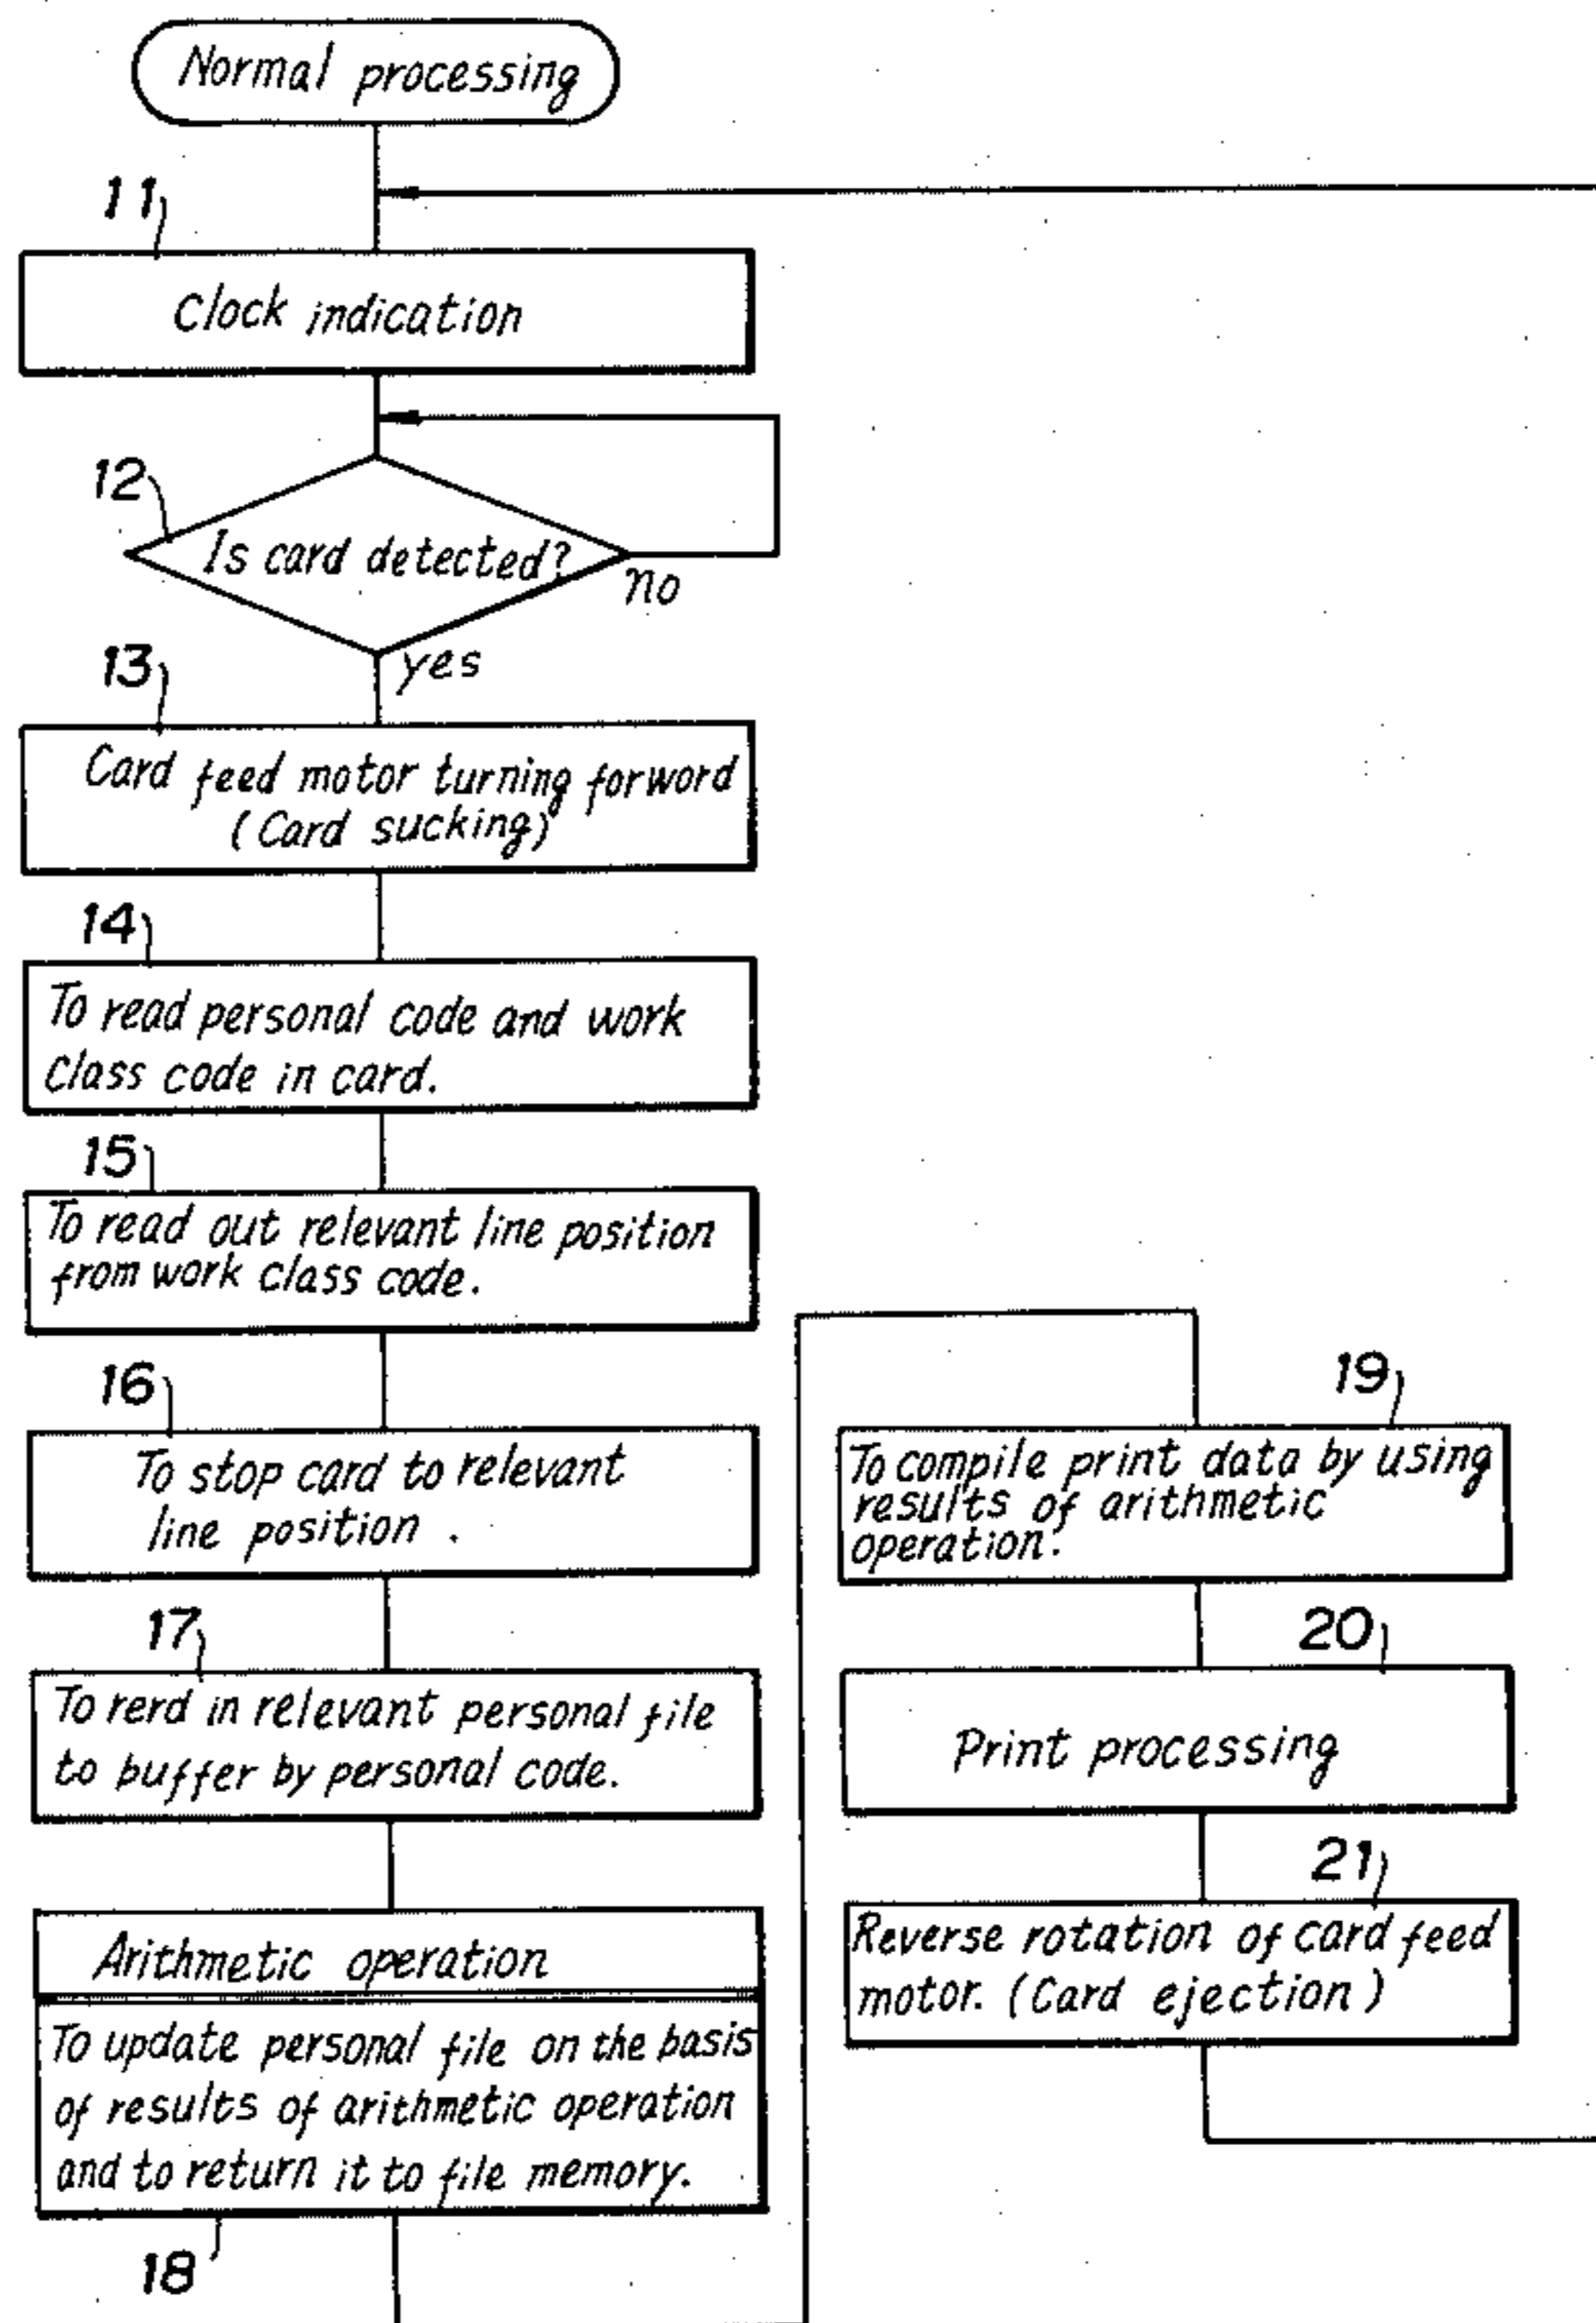 Normal processing
11
Clock indication
12
Is card detected?
no
yes
13
Card feed motor turning forword
(Card sucking)
14
To read personal code and work
class code in card.
15
To read out relevant line position
from work class code.
16
To stop card to relevant
line position.
17
To rerd in relevant personal file
to buffer by personal code.
Arithmetic operation
To update personal file on the basis
of results of arithmetic operation
and to return it to file memory.
18
19
To compile print data by using
results of arithmetic
operation.
20
Print processing
21
Reverse rotation of card feed
motor. (Card ejection)